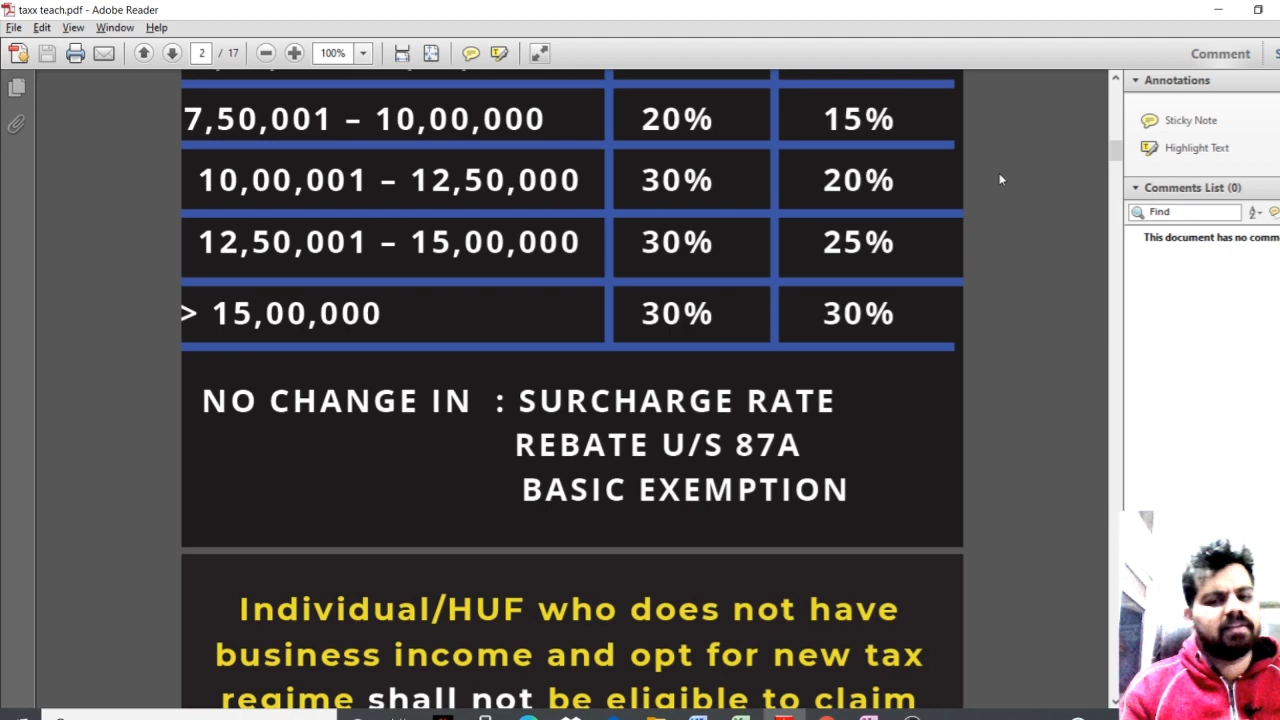 taxx teach.pdf - Adobe Reader
File Edit View Window Help
2 / 17 100% Comment
Annotations
7,50,001 – 10,00,000 20% 15%
Sticky Note
Highlight Text
10,00,001 – 12,50,000 30% 20%
Comments List (0)
Find
12,50,001 – 15,00,000 30% 25%
This document has no
> 15,00,000 30% 30%
NO CHANGE IN : SURCHARGE RATE
REBATE U/S 87A
BASIC EXEMPTION
Individual/HUF who does not have
business income and opt for new tax
regime shall not be eligible to claim